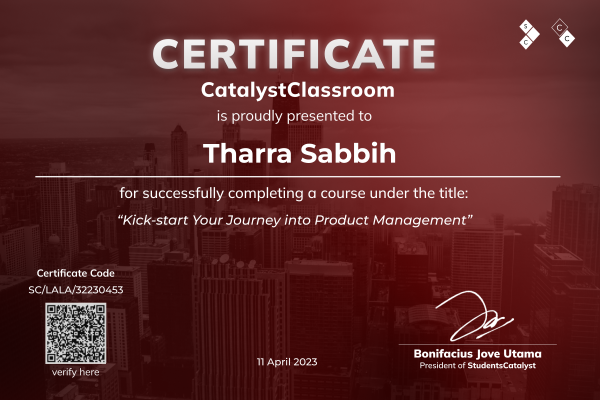 S
C
C
C
CERTIFICATE
CatalystClassroom
is proudly presented to
Tharra Sabbih
for successfully completing a course under the title:
“Kick-start Your Journey into Product Management”
Certificate Code
SC/LALA/32230453
verify here
11 April 2023
Bonifacius Jove Utama
President of StudentsCatalyst